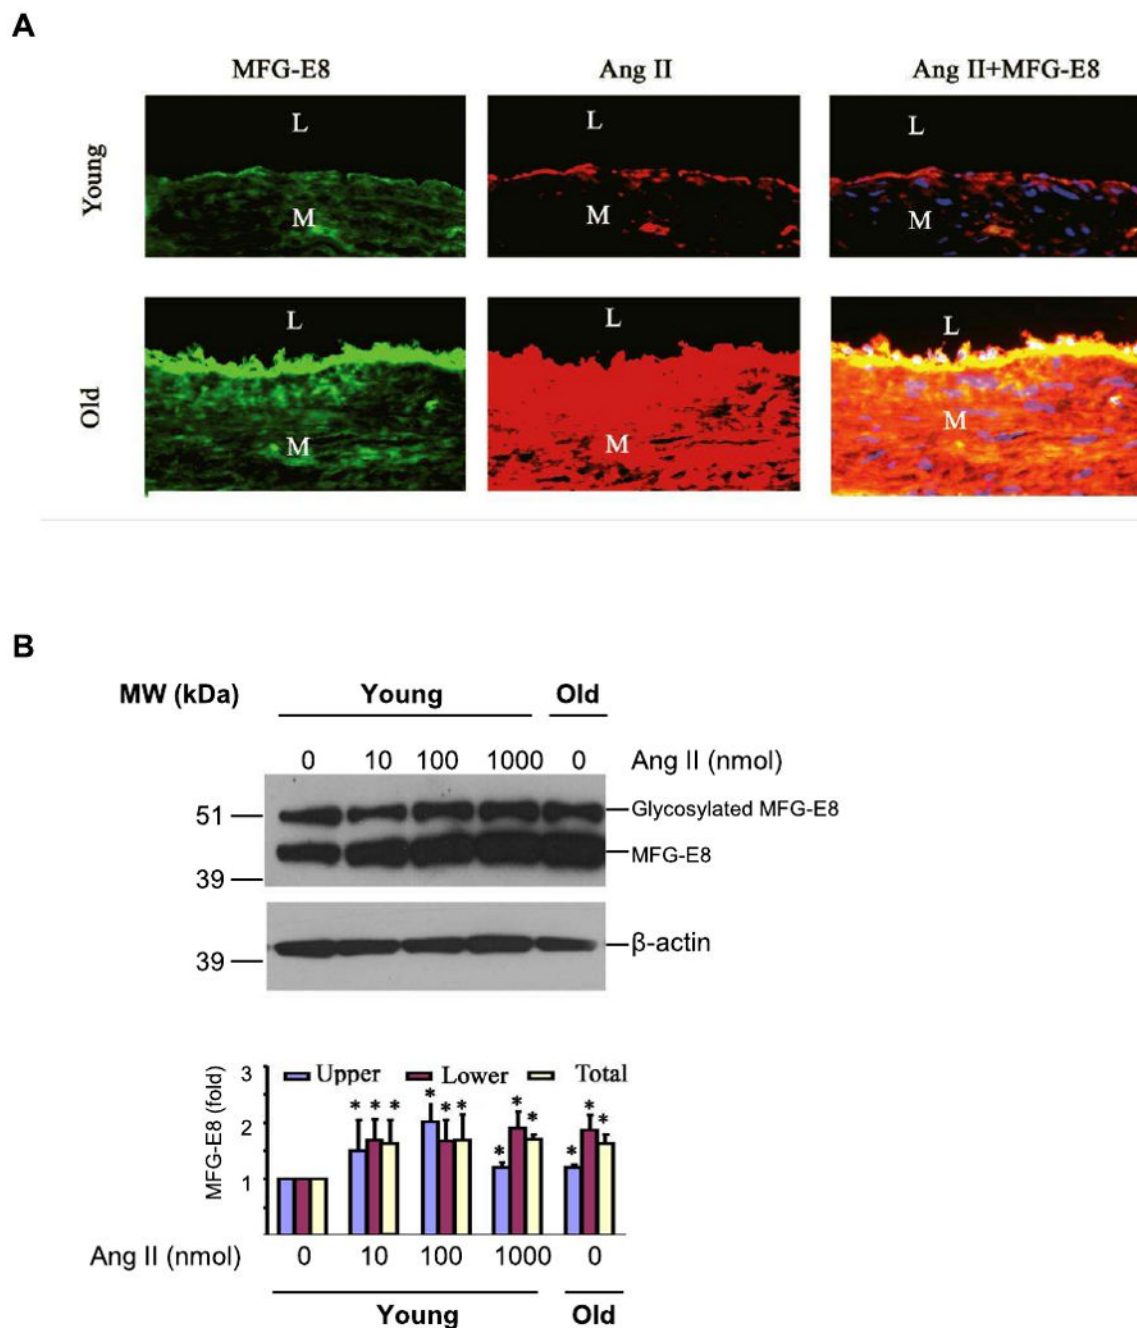 A
MFG-E8 Ang II Ang II+MFG-E8
Young
L L L
M M M
Old
L L L
M M M
B
MW (kDa) Young Old
0 10 100 1000 0 Ang II (nmol)
51 Glycosylated MFG-E8
MFG-E8
39
39 β-actin
MFG-E8 (fold)
3
2
1
Upper Lower Total
* * * * * * * * * * * *
Ang II (nmol) 0 10 100 1000 0
Young Old